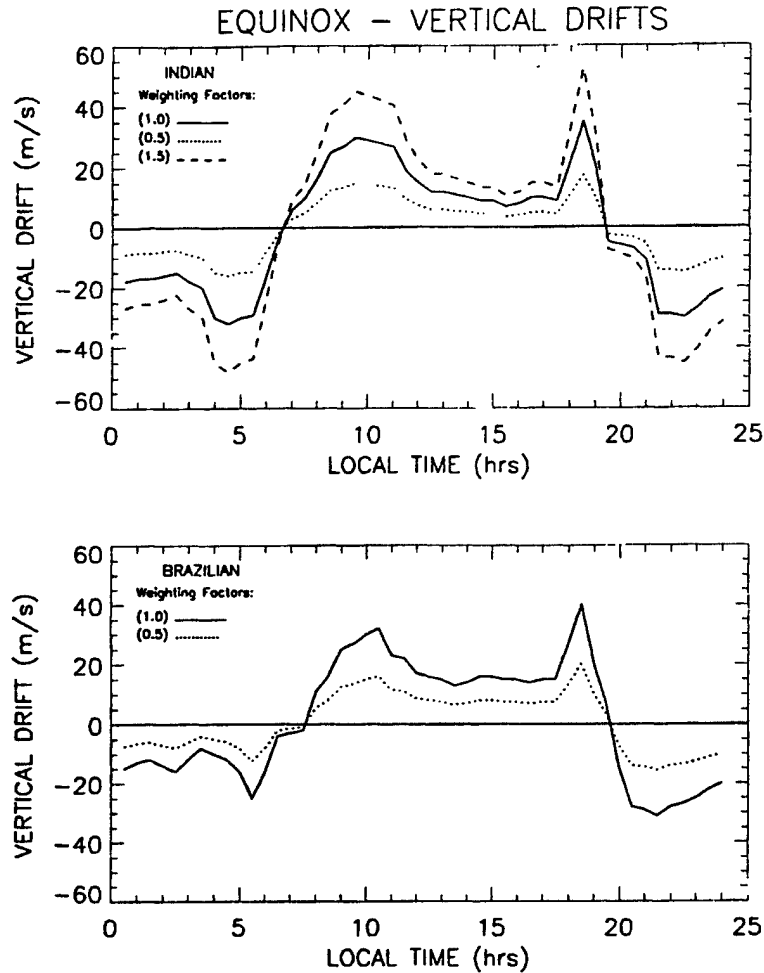 EQUINOX – VERTICAL DRIFTS
INDIAN
Weighting Factors:
(1.0)
(0.5)
(1.5)
60
40
20
0
−20
−40
−60
VERTICAL DRIFT (m/s)
0 5 10 15 20 25
LOCAL TIME (hrs)
BRAZILIAN
Weighting Factors:
(1.0)
(0.5)
60
40
20
0
−20
−40
−60
VERTICAL DRIFT (m/s)
0 5 10 15 20 25
LOCAL TIME (hrs)